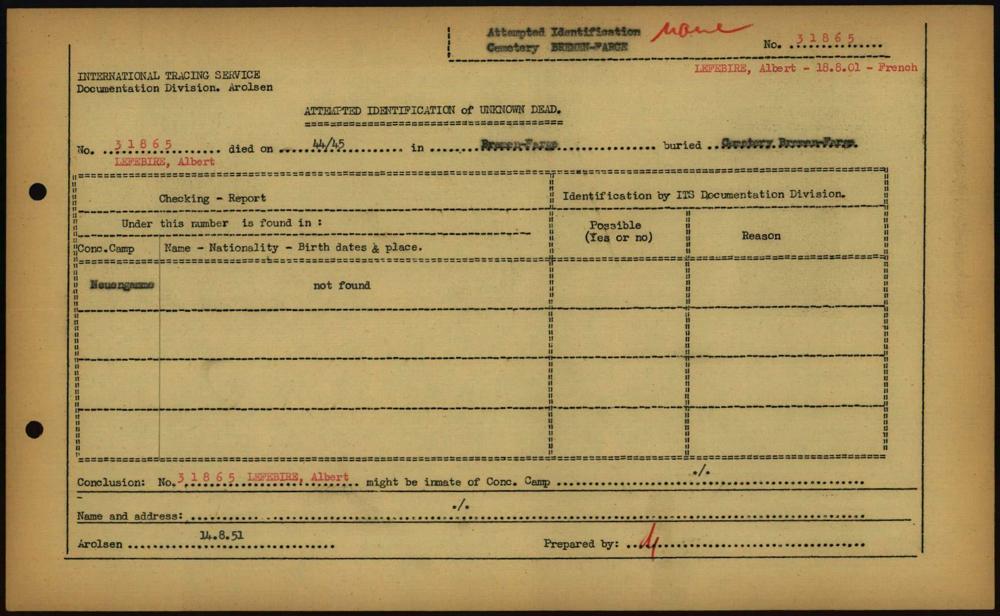 Attempted Identification none
Cemetery BREMEN-FARGE No. 31865
LEFEBIRE, Albert - 18.8.01 - French
INTERNATIONAL TRACING SERVICE
Documentation Division. Arolsen
ATTEMPTED IDENTIFICATION of UNKNOWN DEAD.
No. 31865 died on 44/45 in Bremen-Farge buried Cemetery Bremen-Farge
LEFEBIRE, Albert
Checking - Report Identification by ITS Documentation Division.
Under this number is found in : Possible Reason
(Yes or no)
Conc.Camp Name - Nationality - Birth dates & place.
Neuengamme not found
Conclusion: No. 31865 LEFEBIRE, Albert might be inmate of Conc. Camp ./.
Name and address: ./.
Arolsen 14.8.51 Prepared by: